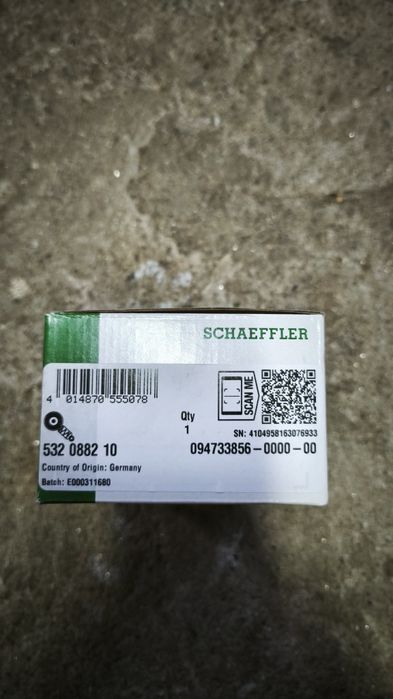 SCHAEFFLER
4 014870 555078
Qty
1
SCAN ME
SN: 4104958163076933
532 0882 10
094733856-0000-00
Country of Origin: Germany
Batch: E000311680